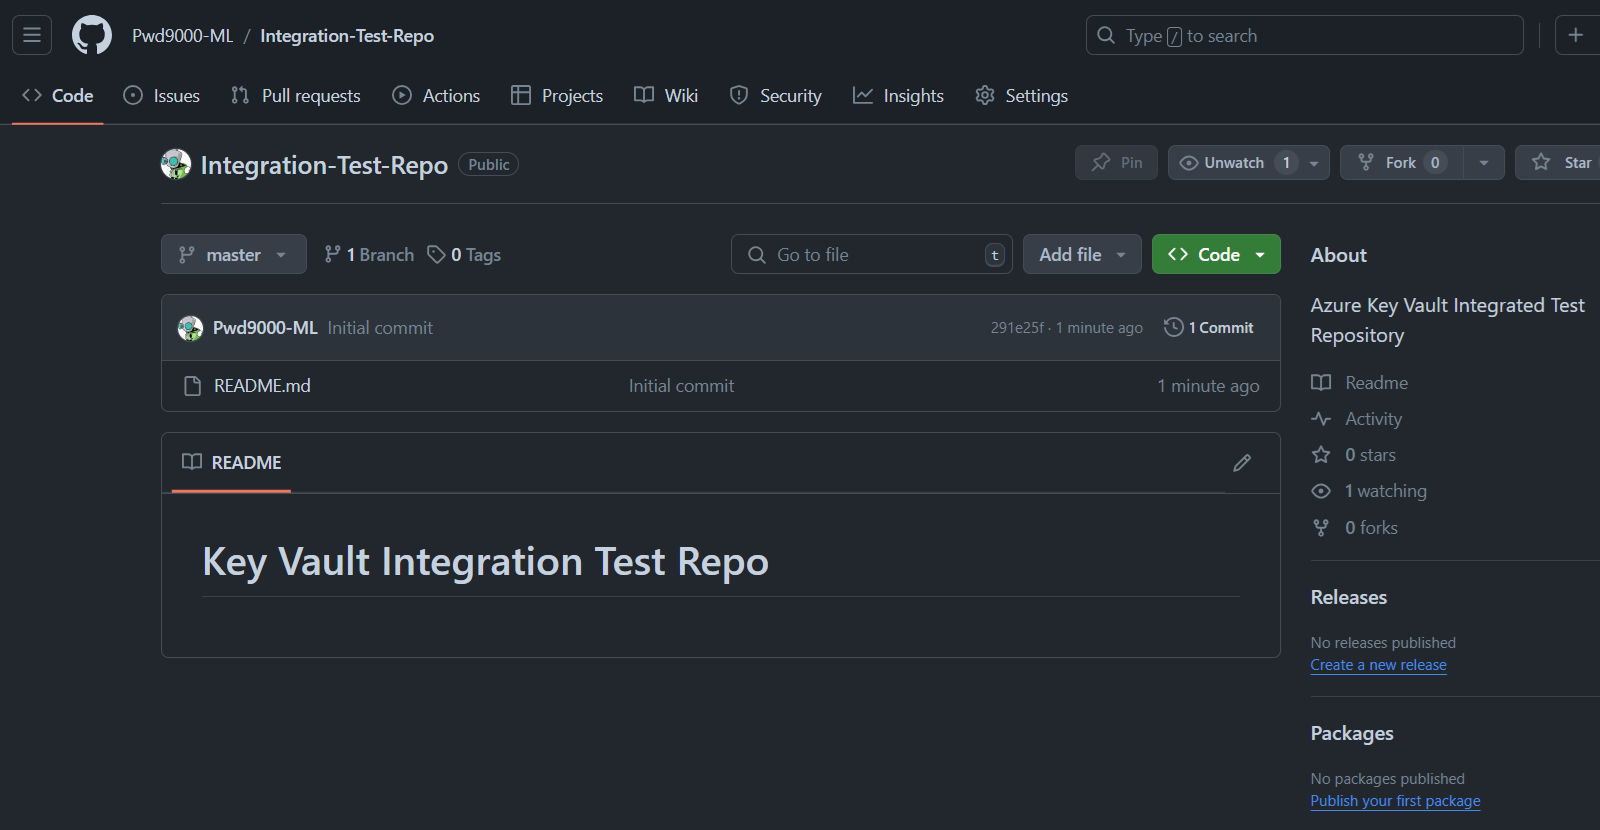 Pwd9000-ML / Integration-Test-Repo
Type / to search
Code Issues Pull requests Actions Projects Wiki Security Insights Settings
Integration-Test-Repo Public
Pin Unwatch 1 Fork 0 Star
master 1 Branch 0 Tags
Go to file t Add file Code
Pwd9000-ML Initial commit 291e25f · 1 minute ago 1 Commit
README.md Initial commit 1 minute ago
README
Key Vault Integration Test Repo
About
Azure Key Vault Integrated Test
Repository
Readme
Activity
0 stars
1 watching
0 forks
Releases
No releases published
Create a new release
Packages
No packages published
Publish your first package